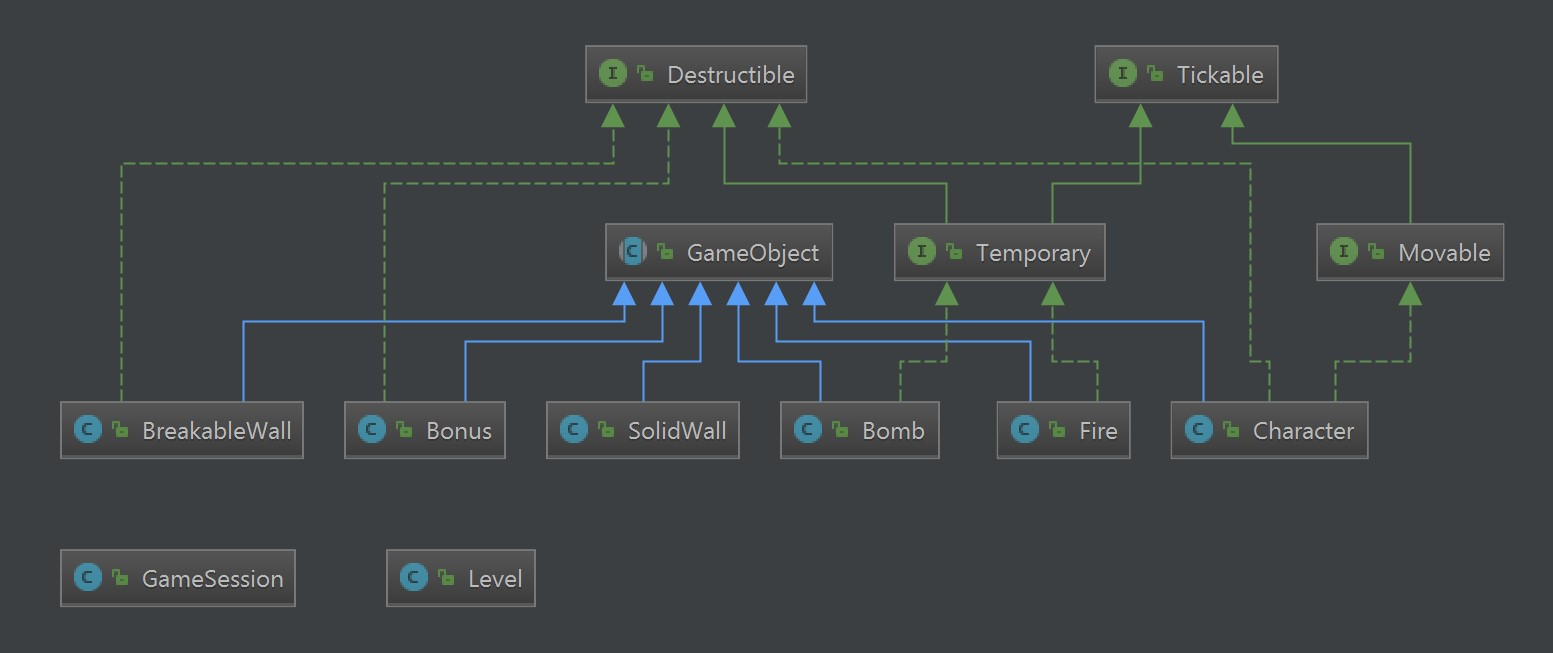 I Destructible
I Tickable
C GameObject
I Temporary
I Movable
C BreakableWall
C Bonus
C SolidWall
C Bomb
C Fire
C Character
C GameSession
C Level